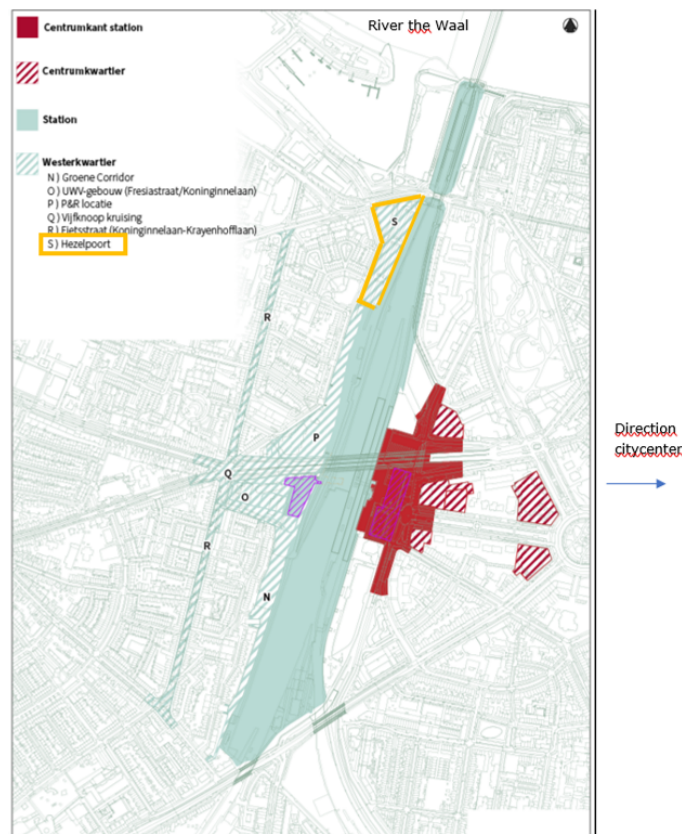 River the Waal
Centrumkant station
Centrumkwartier
Station
Westerkwartier
N ) Groene Corridor
O ) UWV-gebouw (Fresiastraat/Koninginnelaan)
P ) P&R locatie
Q ) Vijfknoop kruising
R ) Fietsstraat (Koninginnelaan-Krayenhofflaan)
S ) Hezelpoort
S
R
P
Q
O
R
N
Direction
citycenter